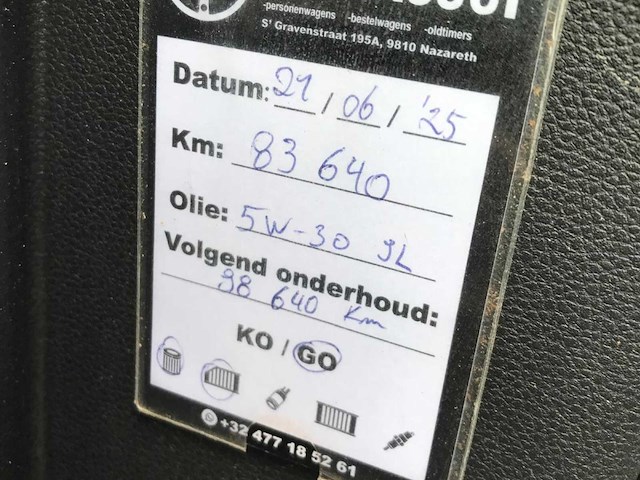 -personenwagens -bestelwagens -oldtimers
S' Gravenstraat 195A, 9810 Nazareth
Datum: 21 / 06 / '25
Km: 83 640
Olie: 5W-30 9L
Volgend onderhoud:
98 640 Km
KO / GO
+32 477 18 52 61